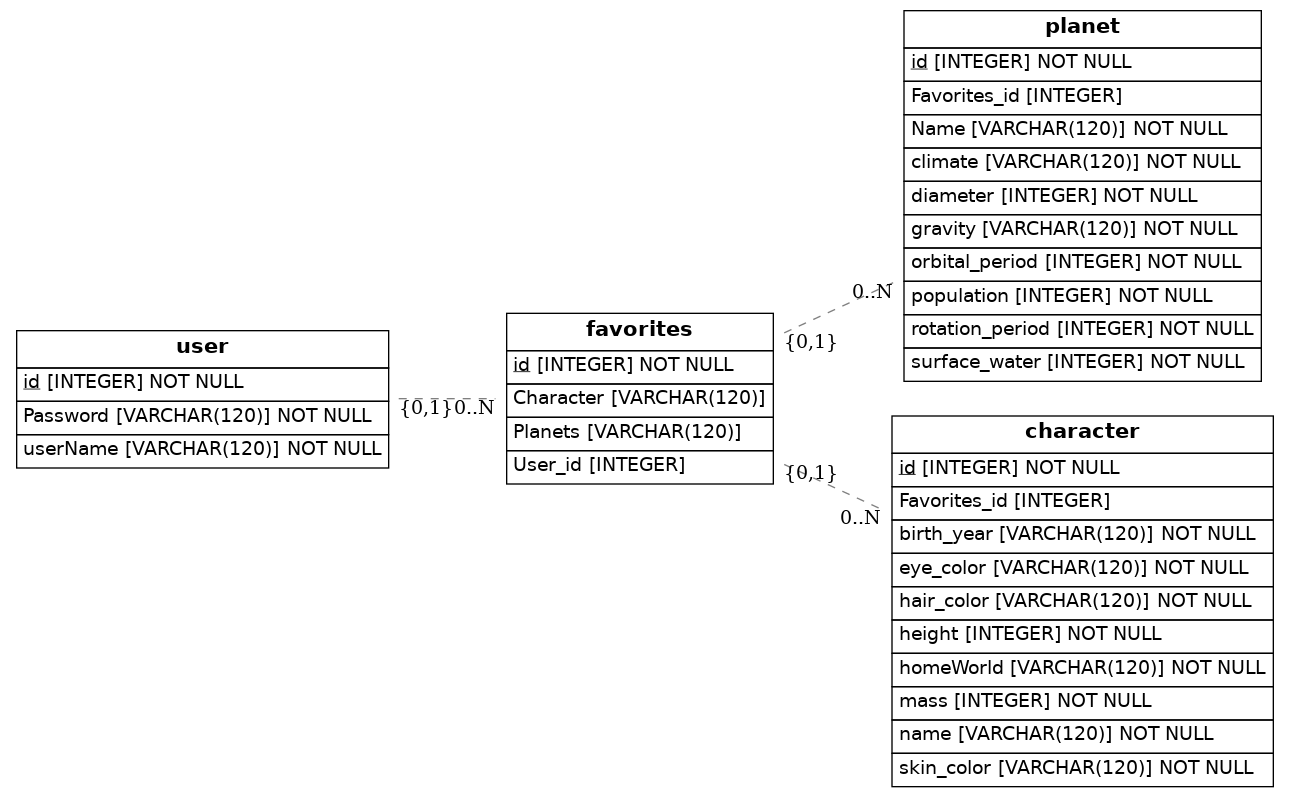 planet
id [INTEGER] NOT NULL
Favorites_id [INTEGER]
Name [VARCHAR(120)] NOT NULL
climate [VARCHAR(120)] NOT NULL
diameter [INTEGER] NOT NULL
gravity [VARCHAR(120)] NOT NULL
orbital_period [INTEGER] NOT NULL
population [INTEGER] NOT NULL
rotation_period [INTEGER] NOT NULL
surface_water [INTEGER] NOT NULL
0..N
{0,1}
user
id [INTEGER] NOT NULL
Password [VARCHAR(120)] NOT NULL
userName [VARCHAR(120)] NOT NULL
{0,1}
0..N
favorites
id [INTEGER] NOT NULL
Character [VARCHAR(120)]
Planets [VARCHAR(120)]
User_id [INTEGER]
{0,1}
0..N
character
id [INTEGER] NOT NULL
Favorites_id [INTEGER]
birth_year [VARCHAR(120)] NOT NULL
eye_color [VARCHAR(120)] NOT NULL
hair_color [VARCHAR(120)] NOT NULL
height [INTEGER] NOT NULL
homeWorld [VARCHAR(120)] NOT NULL
mass [INTEGER] NOT NULL
name [VARCHAR(120)] NOT NULL
skin_color [VARCHAR(120)] NOT NULL